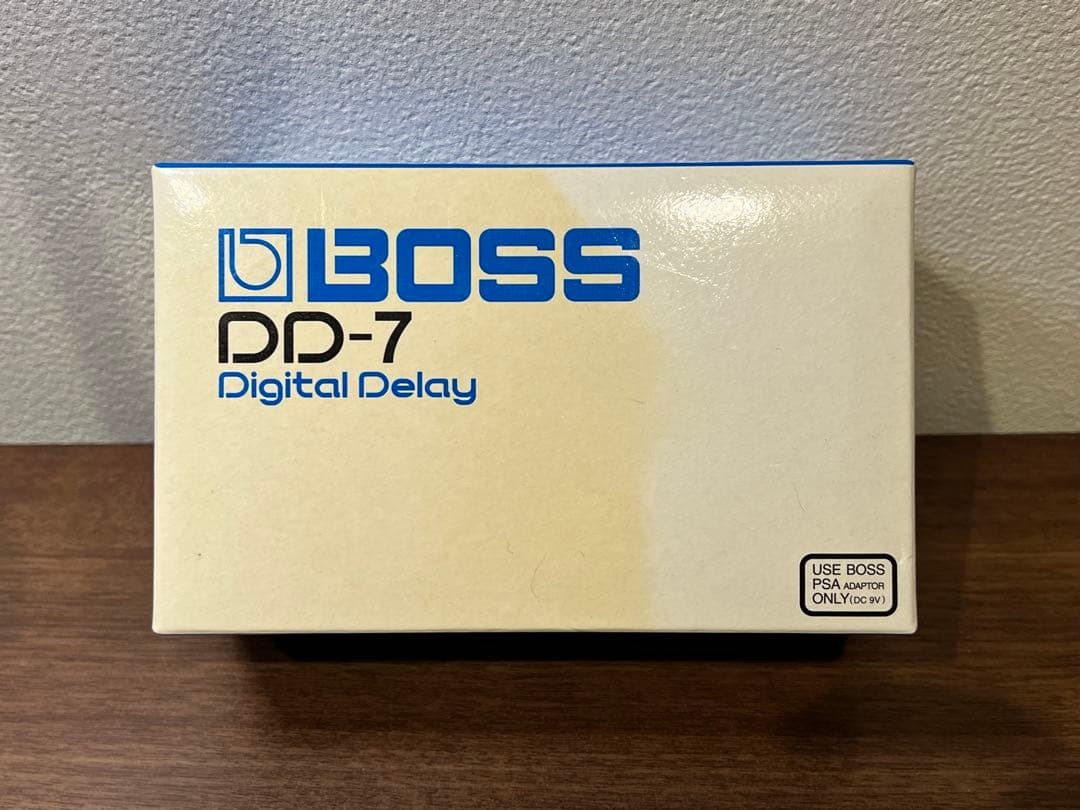 BOSS
DD-7
Digital Delay
USE BOSS
PSA ADAPTOR
ONLY (DC 9V)